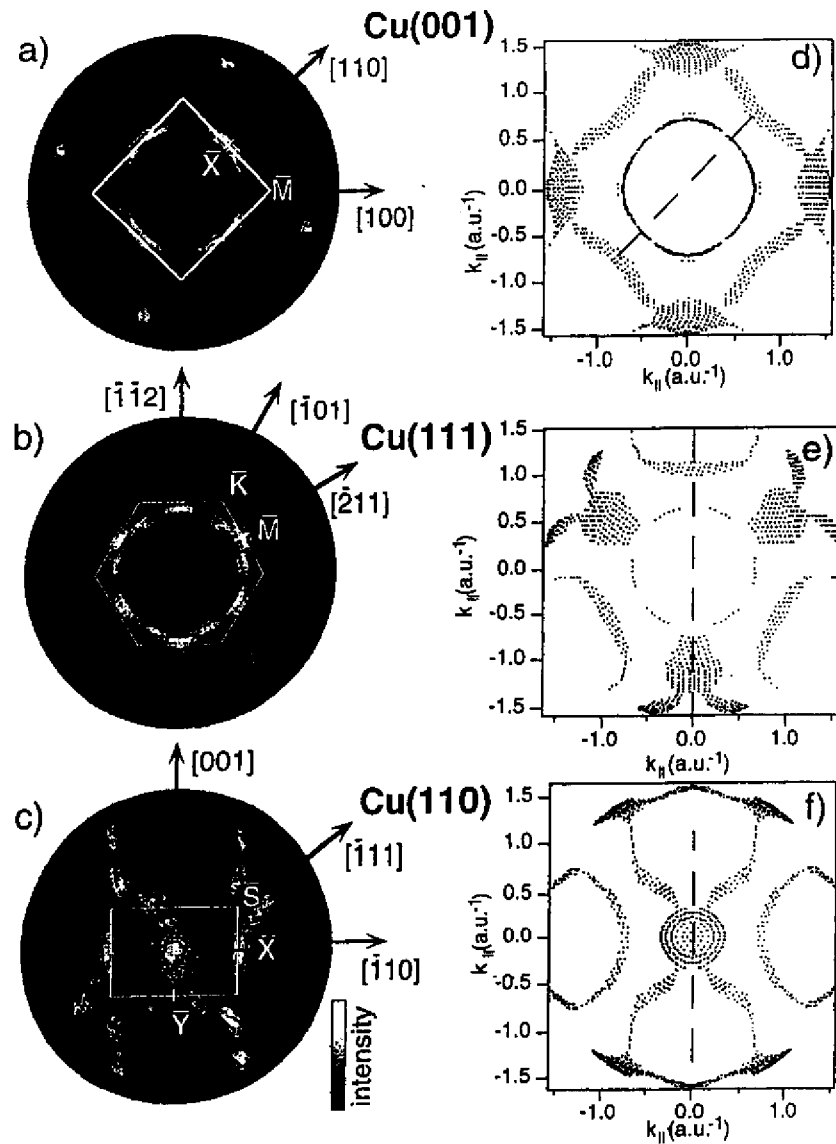 Cu(001)
a)
[110]
X̄
M̄
[100]
d)
1.5
1.0
0.5
0.0
-0.5
-1.0
-1.5
k||(a.u.-1)
-1.0
0.0
1.0
k||(a.u.-1)
[1̄1̄2]
[1̄01]
b)
Cu(111)
[2̄11]
K̄
M̄
e)
1.5
1.0
0.5
0.0
-0.5
-1.0
-1.5
k||(a.u.-1)
-1.0
0.0
1.0
k||(a.u.-1)
[001]
c)
Cu(110)
[1̄11]
S̄
X̄
[1̄10]
Ȳ
intensity
f)
1.5
1.0
0.5
0.0
-0.5
-1.0
-1.5
k||(a.u.-1)
-1.0
0.0
1.0
k||(a.u.-1)